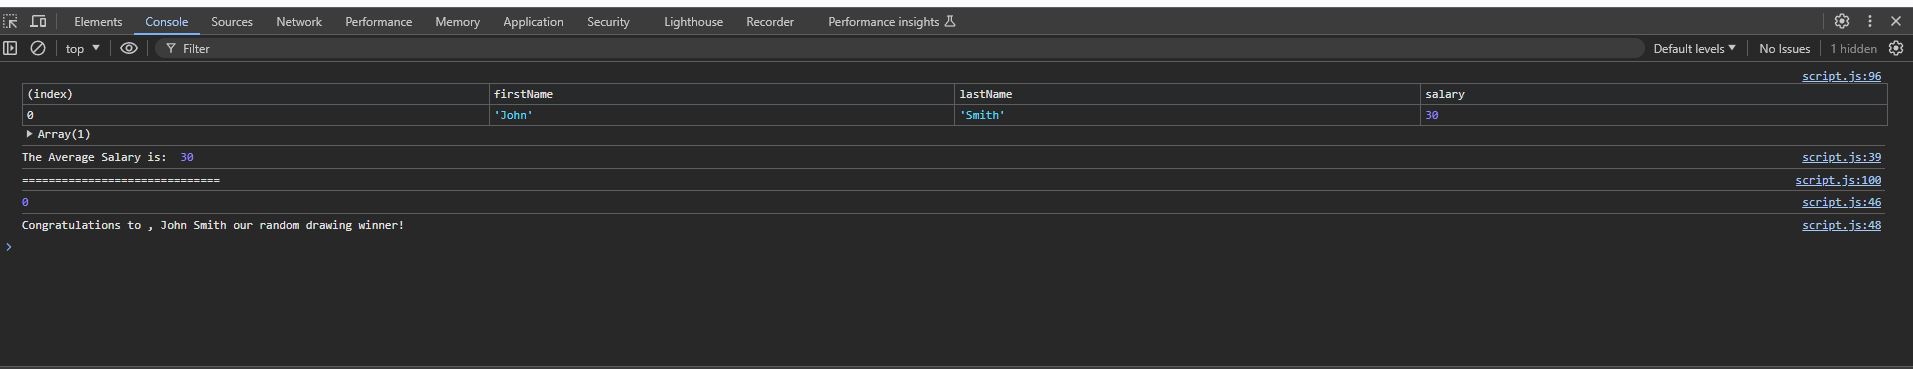 Elements Console Sources Network Performance Memory Application Security Lighthouse Recorder Performance insights
top Filter Default levels No Issues 1 hidden
script.js:96
(index) firstName lastName salary
0 'John' 'Smith' 30
Array(1)
The Average Salary is:  30 script.js:39
============================== script.js:100
0 script.js:46
Congratulations to , John Smith our random drawing winner! script.js:48